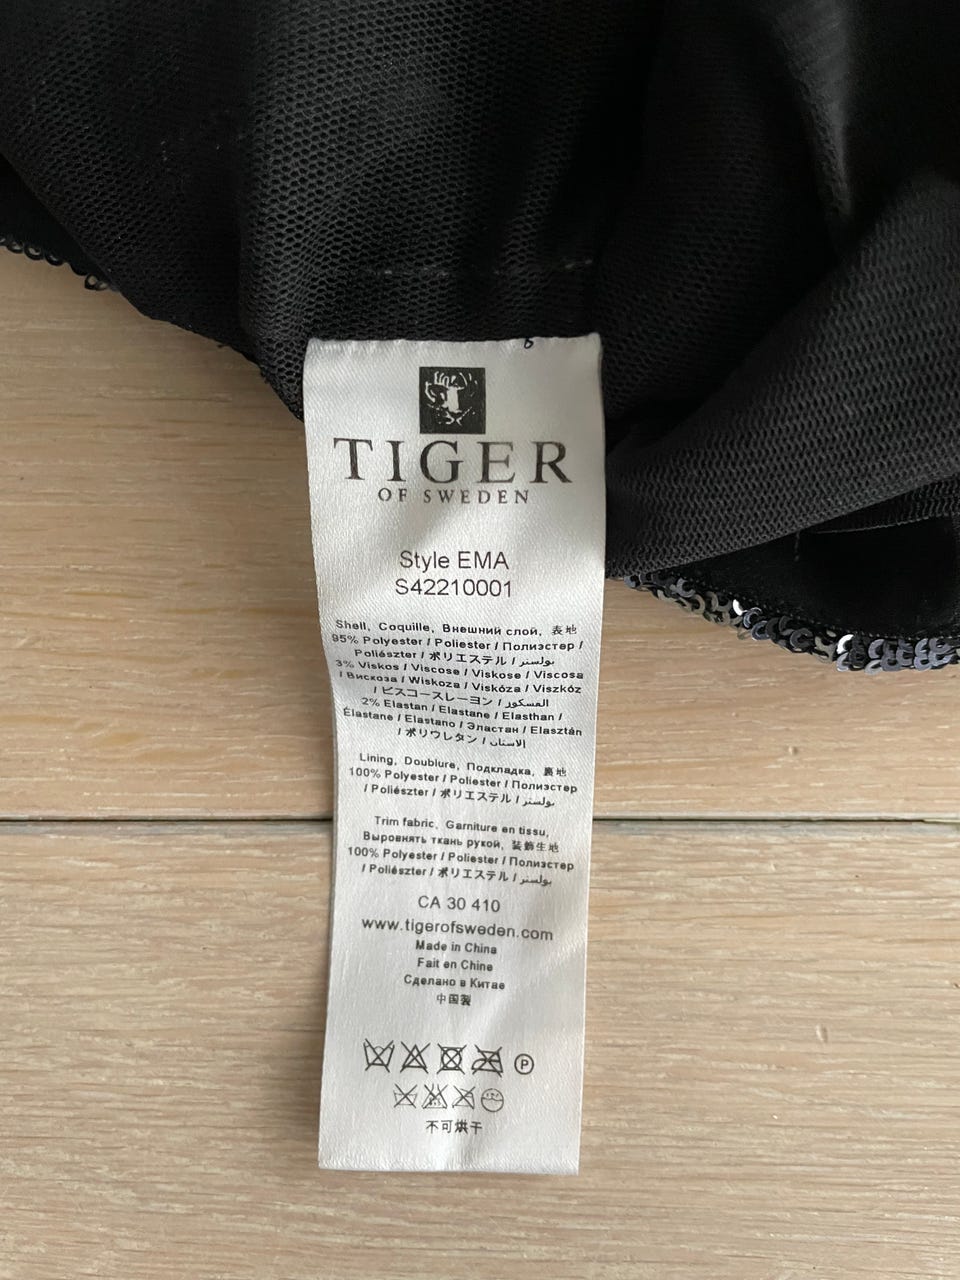 TIGER
OF SWEDEN
Style EMA
S42210001
Shell, Coquille, Внешний слой, 表地
95% Polyester / Poliester / Полиэстер /
Poliészter / ポリエステル / بوليستر
3% Viskos / Viscose / Viskose / Viscosa
/ Вискоза / Wiskoza / Viskóza / Viszkóz
/ ビスコースレーヨン / الفسكوز
2% Elastan / Elastane / Elasthan /
Élastane / Elastano / Эластан / Elasztán
/ ポリウレタン / الاستان
Lining, Doublure, Подкладка, 裏地
100% Polyester / Poliester / Полиэстер
/ Poliészter / ポリエステル / بوليستر
Trim fabric, Garniture en tissu,
Выровнять ткань рукой, 装飾生地
100% Polyester / Poliester / Полиэстер
/ Poliészter / ポリエステル / بوليستر
CA 30 410
www.tigerofsweden.com
Made in China
Fait en Chine
Сделано в Китае
中国製
P
不可烘干